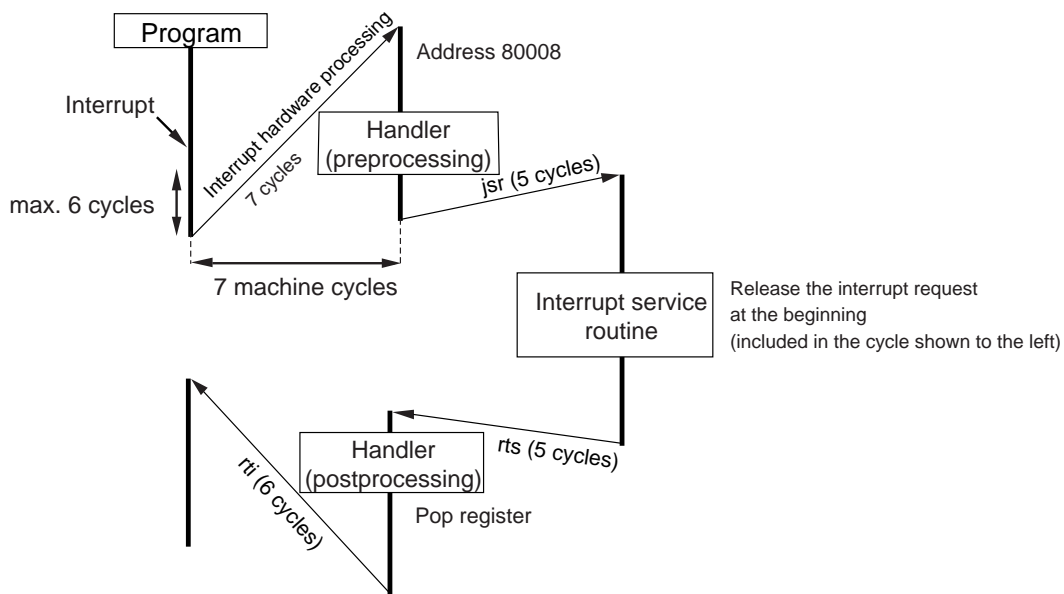 Program
Interrupt
max. 6 cycles
Interrupt hardware processing
7 cycles
7 machine cycles
Address 80008
Handler
(preprocessing)
jsr (5 cycles)
Interrupt service
routine
Release the interrupt request
at the beginning
(included in the cycle shown to the left)
rts (5 cycles)
Handler
(postprocessing)
Pop register
rti (6 cycles)